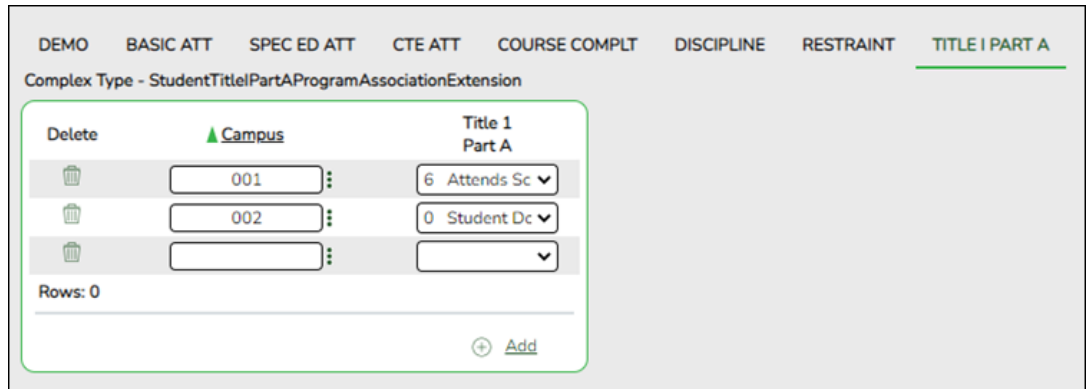 DEMO BASIC ATT SPEC ED ATT CTE ATT COURSE COMPLT DISCIPLINE RESTRAINT TITLE I PART A
Complex Type - StudentTitleIPartAProgramAssociationExtension
Delete Campus Title 1
Part A
001 6 Attends Sc
002 0 Student Dc
Rows: 0
Add